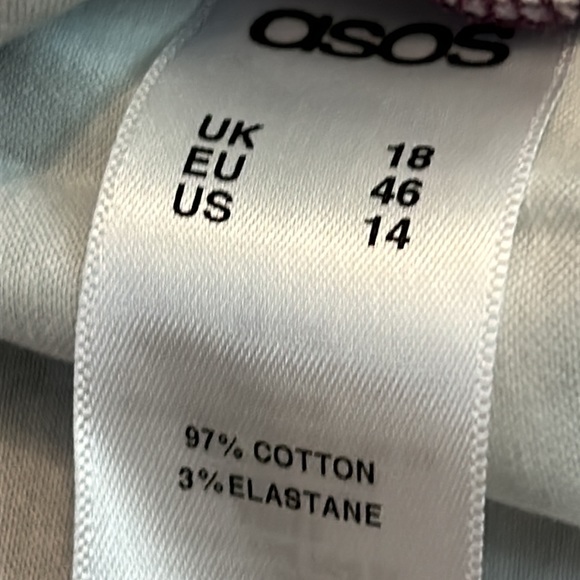 asos
UK 18
EU 46
US 14
97% COTTON
3% ELASTANE